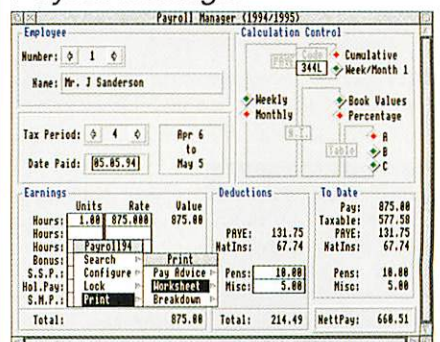 Payroll Manager (1994/1995)
Employee
Number: 1
Name: Mr. J Sanderson
Calculation Control
Code
344L
Cumulative
Week/Month 1
Weekly
Monthly
Book Values
Percentage
N.I.
Table
A
B
C
Tax Period: 4
Date Paid: 05.05.94
Apr 6
to
May 5
Earnings
Units Rate Value
Hours: 1.00 875.000 875.00
Hours:
Hours:
Bonus:
S.S.P.:
Hol.Pay:
S.M.P.:
Total: 875.00
Payroll94
Search
Configure
Lock
Print
Print
Pay Advice
Worksheet
Breakdown
Deductions
PAYE: 131.75
NatIns: 67.74
Pens: 10.00
Misc: 5.00
Total: 214.49
To Date
Pay: 875.00
Taxable: 577.58
PAYE: 131.75
NatIns: 67.74
Pens: 10.00
Misc: 5.00
NettPay: 660.51